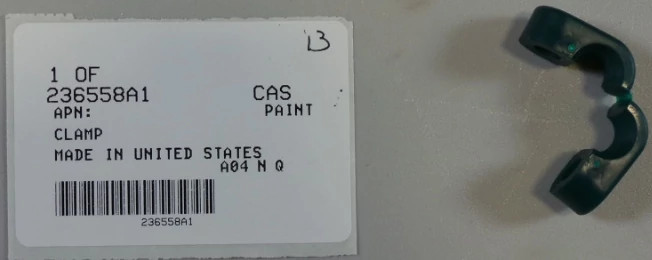 13
1 OF
236558A1 CAS
APN: PAINT
CLAMP
MADE IN UNITED STATES
A04 N Q
236558A1